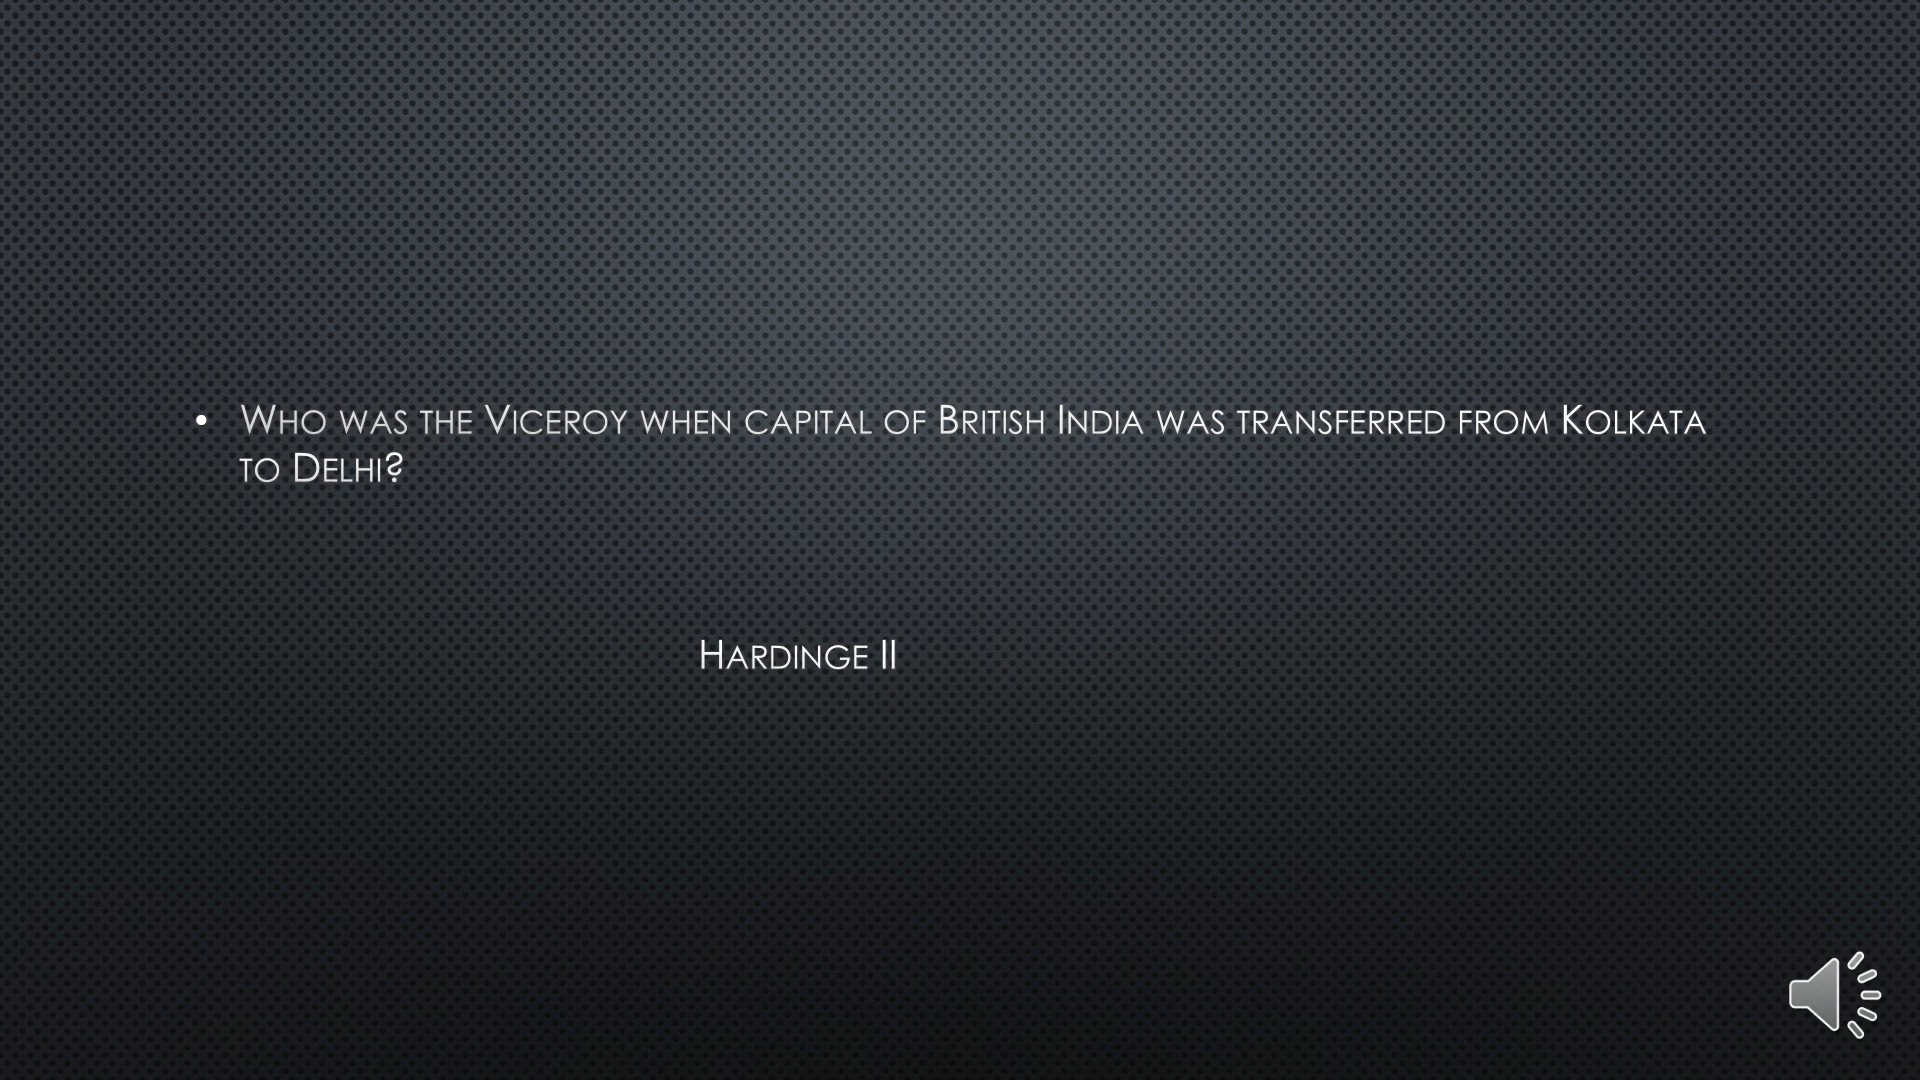 • Who was the Viceroy when capital of British India was transferred from Kolkata
to Delhi?
Hardinge II